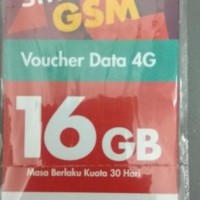 GSM
Voucher Data 4G
16 GB
Masa Berlaku Kuota 30 Hari